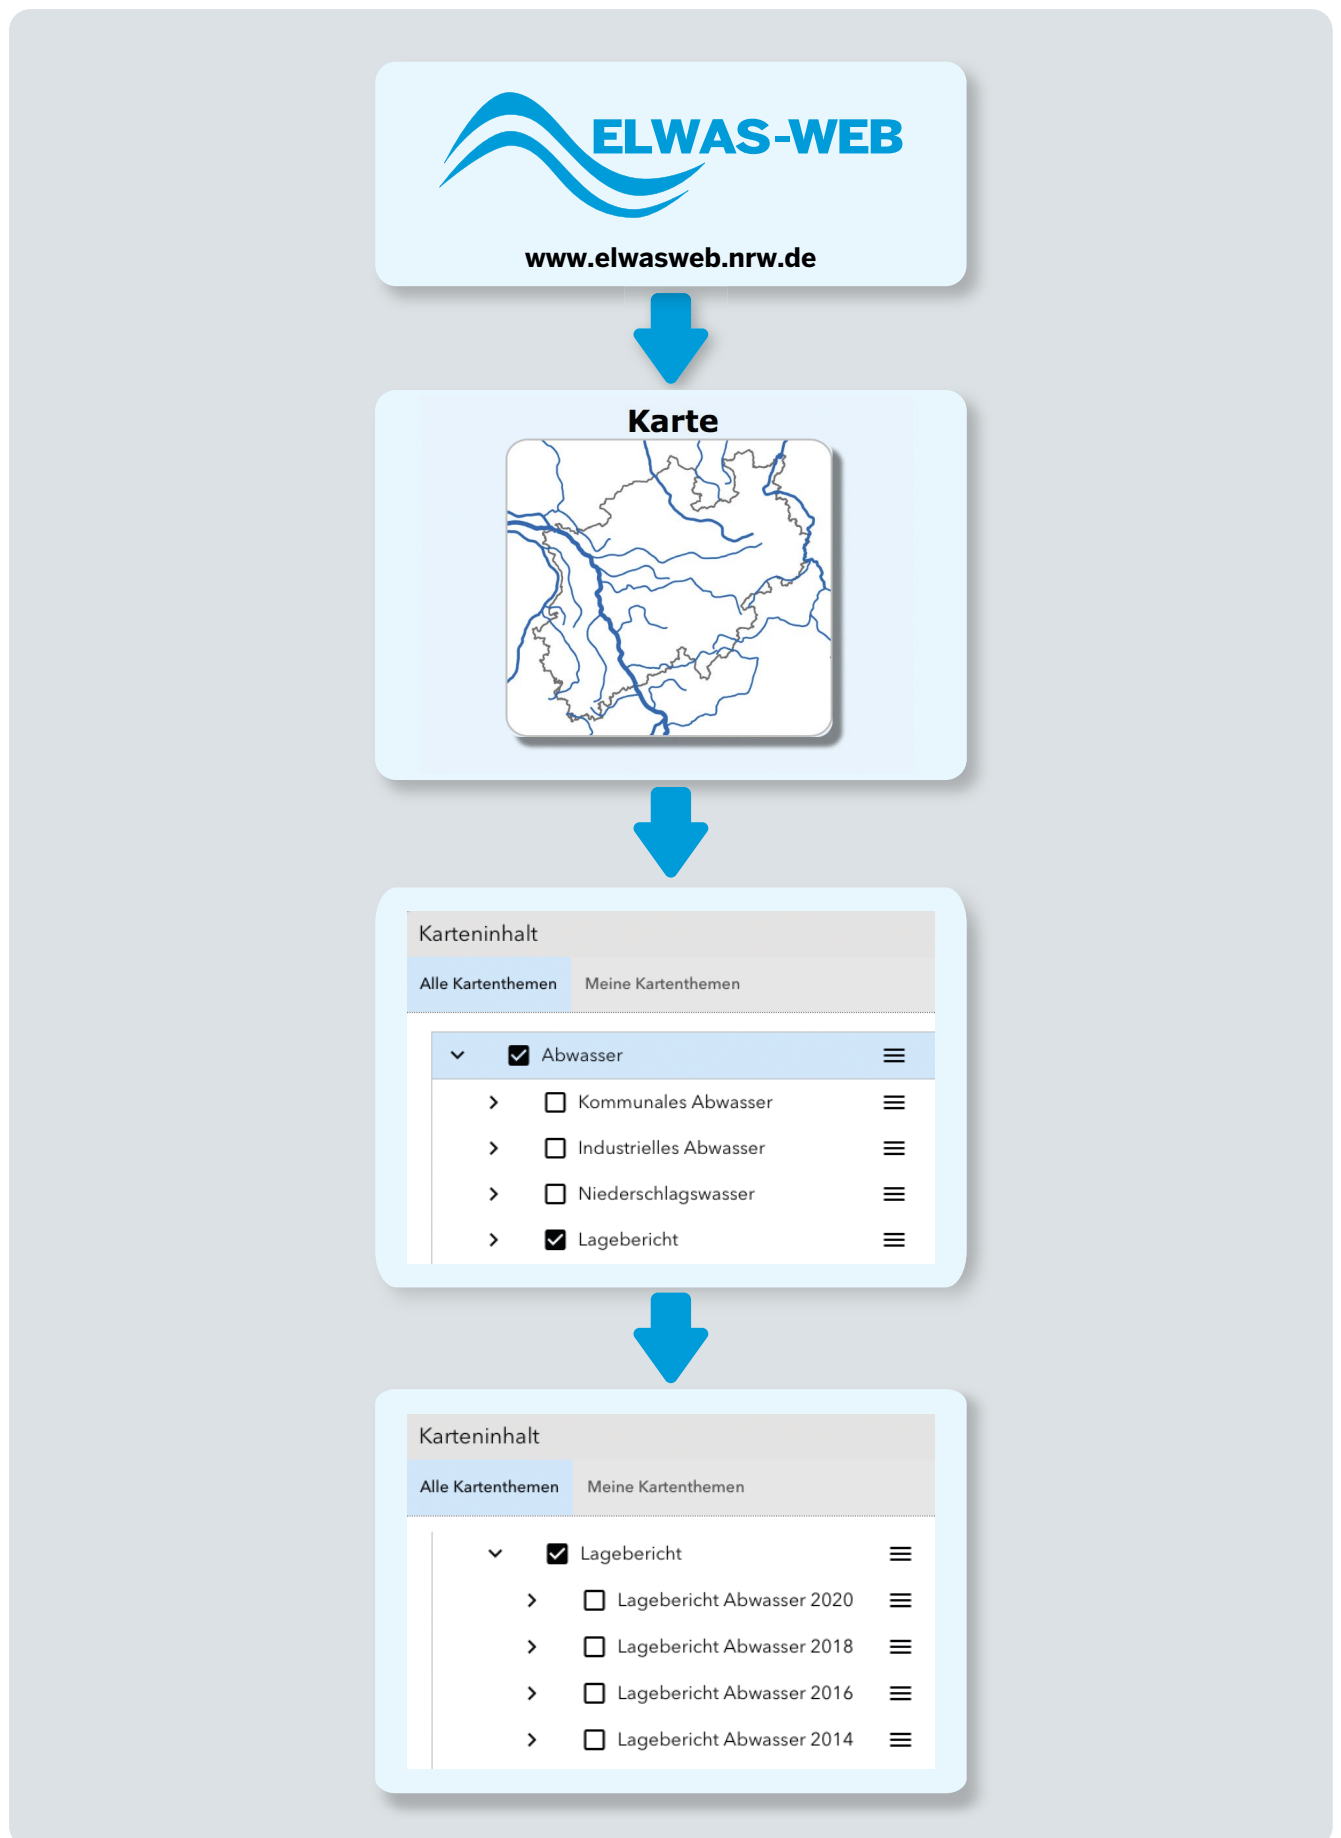 ELWAS-WEB
www.elwasweb.nrw.de
Karte
Karteninhalt
Alle Kartenthemen Meine Kartenthemen
Abwasser
Kommunales Abwasser
Industrielles Abwasser
Niederschlagswasser
Lagebericht
Karteninhalt
Alle Kartenthemen Meine Kartenthemen
Lagebericht
Lagebericht Abwasser 2020
Lagebericht Abwasser 2018
Lagebericht Abwasser 2016
Lagebericht Abwasser 2014